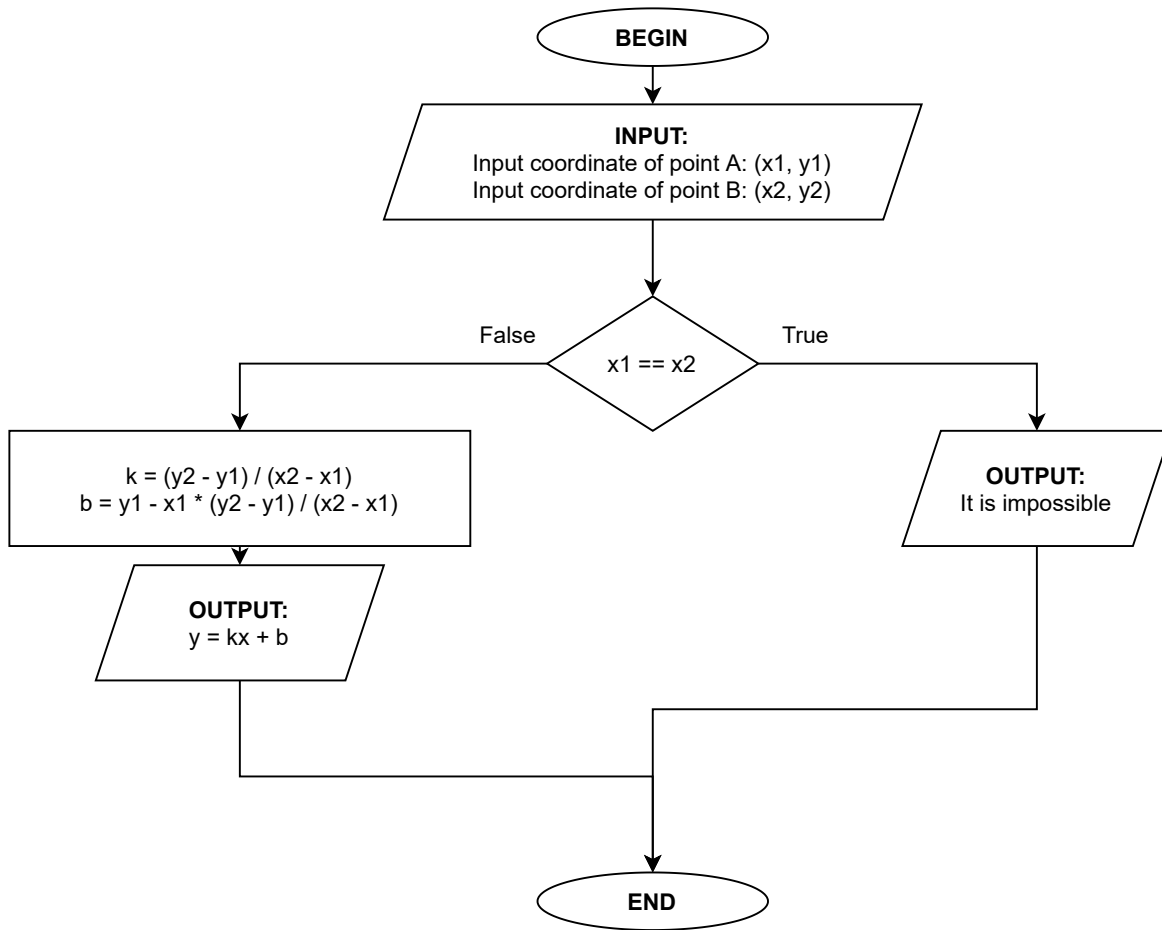 BEGIN
INPUT:
Input coordinate of point A: (x1, y1)
Input coordinate of point B: (x2, y2)
False
True
x1 == x2
k = (y2 - y1) / (x2 - x1)
b = y1 - x1 * (y2 - y1) / (x2 - x1)
OUTPUT:
It is impossible
OUTPUT:
y = kx + b
END